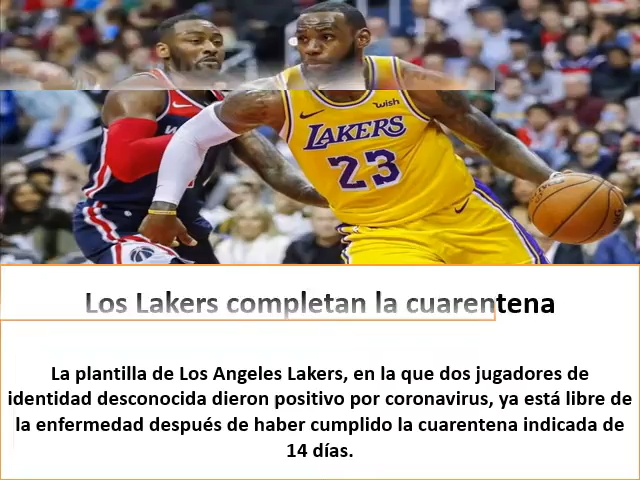 wish
LAKERS
23
Los Lakers completan la cuarentena
La plantilla de Los Angeles Lakers, en la que dos jugadores de
identidad desconocida dieron positivo por coronavirus, ya está libre de
la enfermedad después de haber cumplido la cuarentena indicada de
14 días.